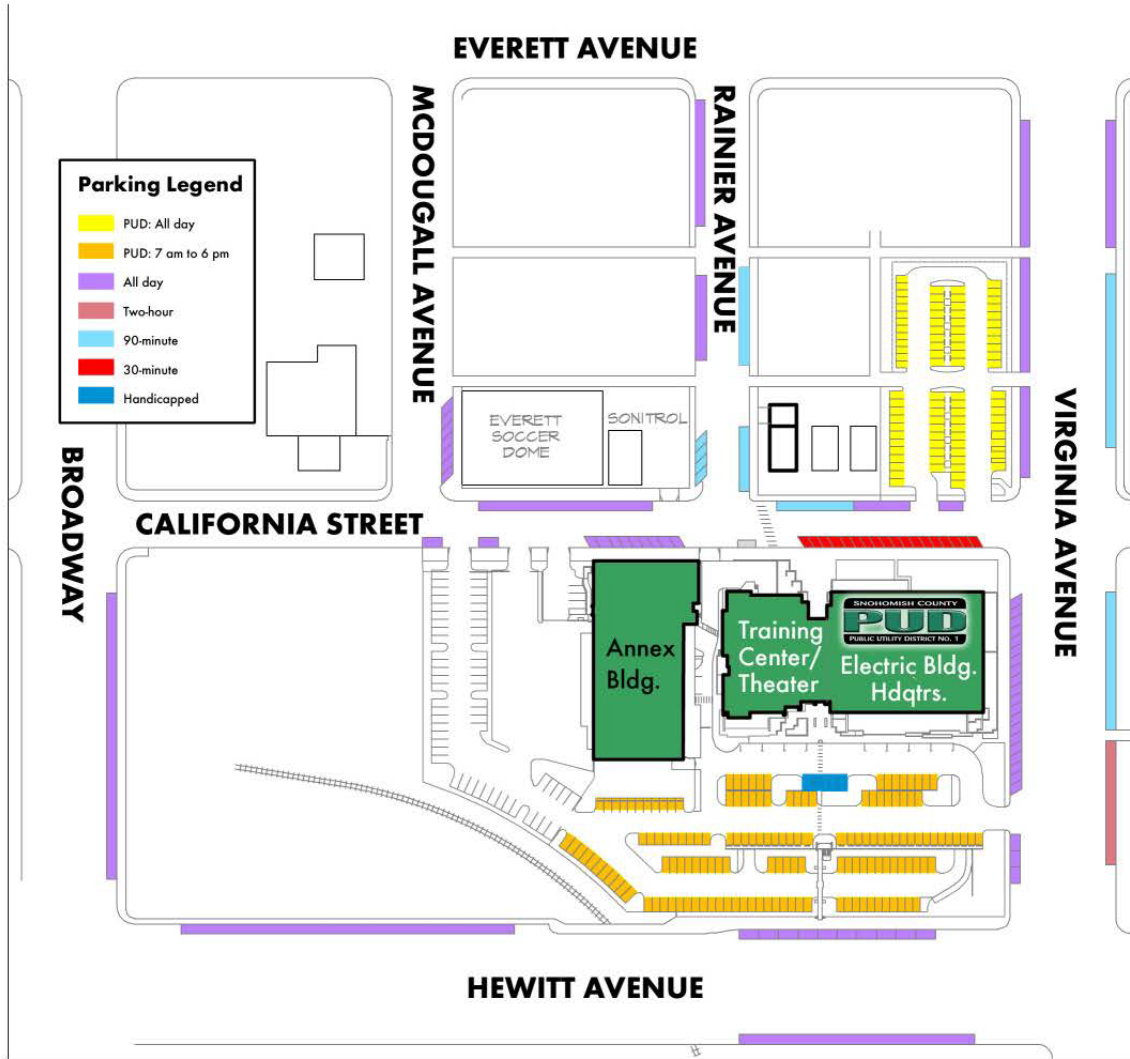 EVERETT AVENUE
MCDOUGALL AVENUE
RAINIER AVENUE
Parking Legend
PUD: All day
PUD: 7 am to 6 pm
All day
Two-hour
90-minute
30-minute
Handicapped
EVERETT
SOCCER
DOME
SONITROL
BROADWAY
VIRGINIA AVENUE
CALIFORNIA STREET
Annex
Bldg.
Training
Center/
Theater
SNOHOMISH COUNTY
PUD
PUBLIC UTILITY DISTRICT NO. 1
Electric Bldg.
Hdqtrs.
HEWITT AVENUE